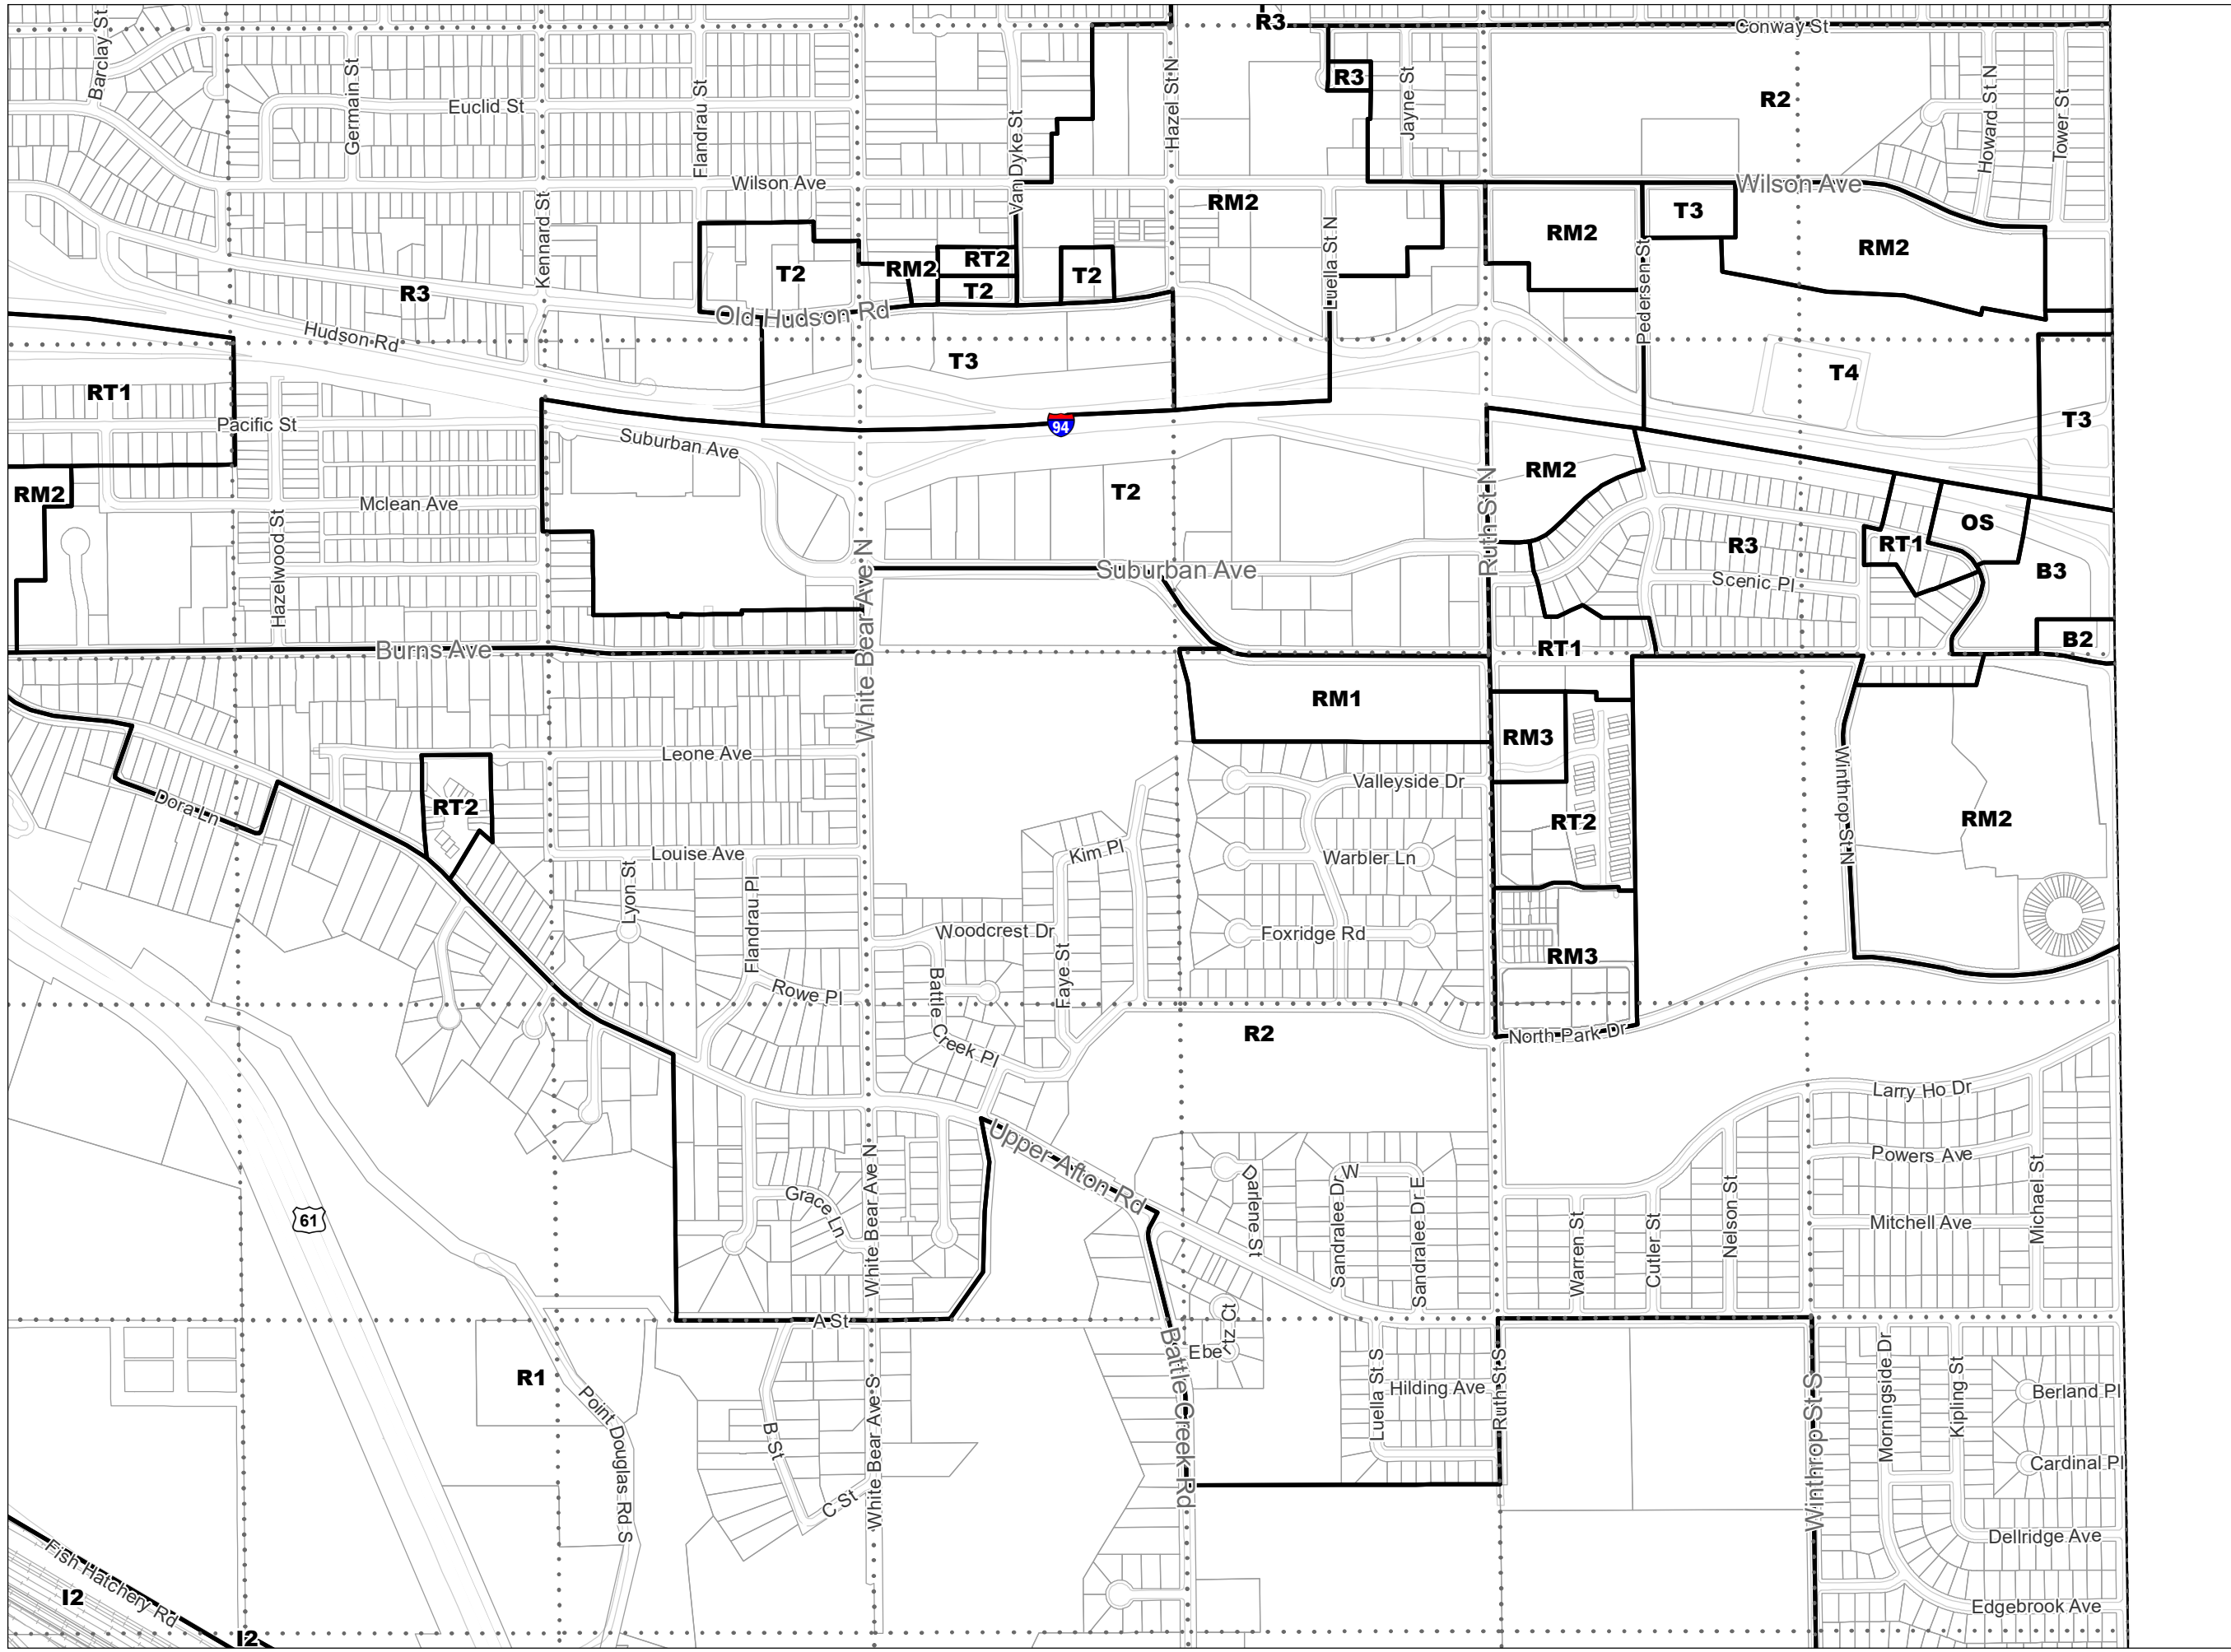 R3
Conway St
Barclay St
Germain St
Flandrau St
Hazel St N
R3
Jayne St
R2
Howard St N
Tower St
Euclid St
Van Dyke St
Wilson Ave
Wilson Ave
Kennard St
RM2
T3
RM2
RM2
Luella St N
Pedersen St
T2
RM2
RT2
T2
T2
R3
Old Hudson Rd
Hudson Rd
T3
T4
RT1
Pacific St
94
T3
Suburban Ave
RM2
RM2
T2
Mclean Ave
Ruth St N
OS
Hazelwood St
R3
RT1
White Bear Ave N
Suburban Ave
B3
Scenic Pl
Burns Ave
RT1
B2
RM1
RM3
Leone Ave
Valleyside Dr
Winthrop St N
Dora Ln
RT2
RT2
RM2
Louise Ave
Kim Pl
Warbler Ln
Lyon St
Flandrau Pl
Woodcrest Dr
Foxridge Rd
Faye St
RM3
Rowe Pl
Battle Creek Pl
R2
North Park Dr
Larry Ho Dr
Upper Afton Rd
Powers Ave
Grace Ln
White Bear Ave N
Darlene St
W
Sandralee Dr
Sandralee Dr E
Warren St
Cutler St
Nelson St
Michael St
61
Mitchell Ave
A St
Ebertz Ct
R1
Point Douglas Rd S
B St
White Bear Ave S
C St
Battle Creek Rd
Luella St S
Hilding Ave
Ruth St S
Winthrop St S
Morningside Dr
Kipling St
Berland Pl
Cardinal Pl
Dellridge Ave
Fish Hatchery Rd
I2
Edgebrook Ave
I2